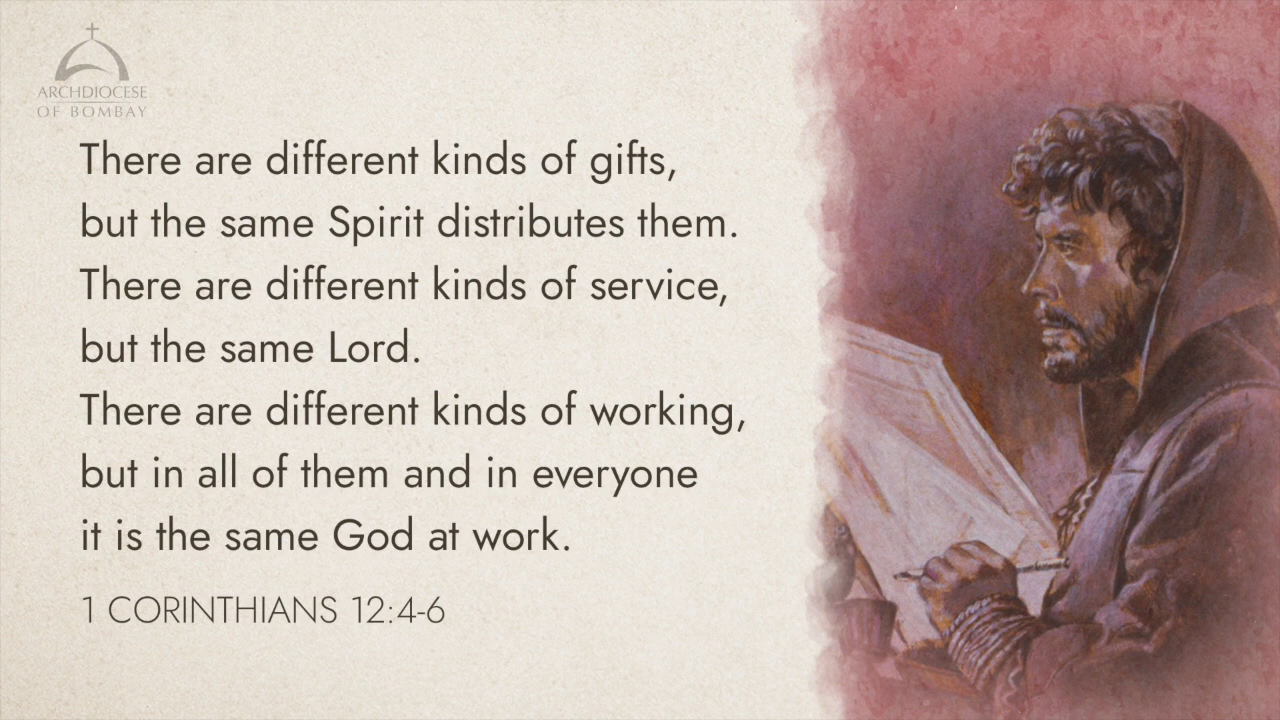 ARCHDIOCESE
OF BOMBAY
There are different kinds of gifts,
but the same Spirit distributes them.
There are different kinds of service,
but the same Lord.
There are different kinds of working,
but in all of them and in everyone
it is the same God at work.
1 CORINTHIANS 12:4-6